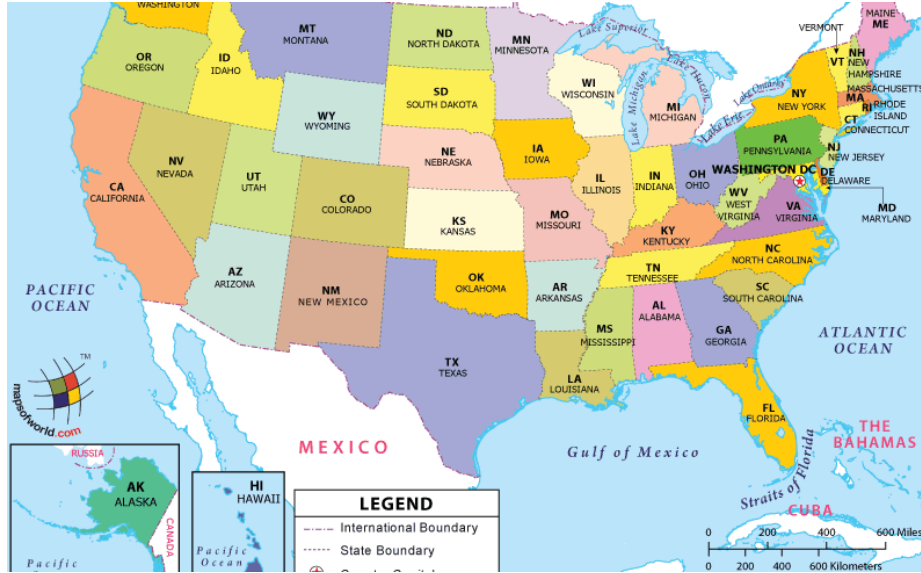 WASHINGTON
MT
MONTANA
ND
NORTH DAKOTA
MN
MINNESOTA
Lake Superior
VERMONT
MAINE
ME
OR
OREGON
ID
IDAHO
SD
SOUTH DAKOTA
WI
WISCONSIN
Lake Michigan
Lake Huron
MI
MICHIGAN
Lake Ontario
Lake Erie
VT
NH
NEW
HAMPSHIRE
NY
NEW YORK
MASSACHUSETTS
MA
RI
RHODE
ISLAND
CT
CONNECTICUT
WY
WYOMING
NE
NEBRASKA
IA
IOWA
PA
PENNSYLVANIA
NJ
NEW JERSEY
NV
NEVADA
UT
UTAH
CO
COLORADO
IL
ILLINOIS
IN
INDIANA
OH
OHIO
WASHINGTON DC
DE
DELAWARE
WV
WEST
VIRGINIA
MD
MARYLAND
CA
CALIFORNIA
KS
KANSAS
MO
MISSOURI
KY
KENTUCKY
VA
VIRGINIA
AZ
ARIZONA
NM
NEW MEXICO
OK
OKLAHOMA
AR
ARKANSAS
TN
TENNESSEE
NC
NORTH CAROLINA
SC
SOUTH CAROLINA
PACIFIC
OCEAN
MS
MISSISSIPPI
AL
ALABAMA
GA
GEORGIA
ATLANTIC
OCEAN
TX
TEXAS
LA
LOUISIANA
FL
FLORIDA
TM
mapsofworld.com
MEXICO
Gulf of Mexico
Straits of Florida
THE
BAHAMAS
CUBA
RUSSIA
AK
ALASKA
CANADA
Pacific
HI
HAWAII
Pacific
Ocean
LEGEND
International Boundary
State Boundary
0 200 400 600 Miles
0 200 400 600 Kilometers